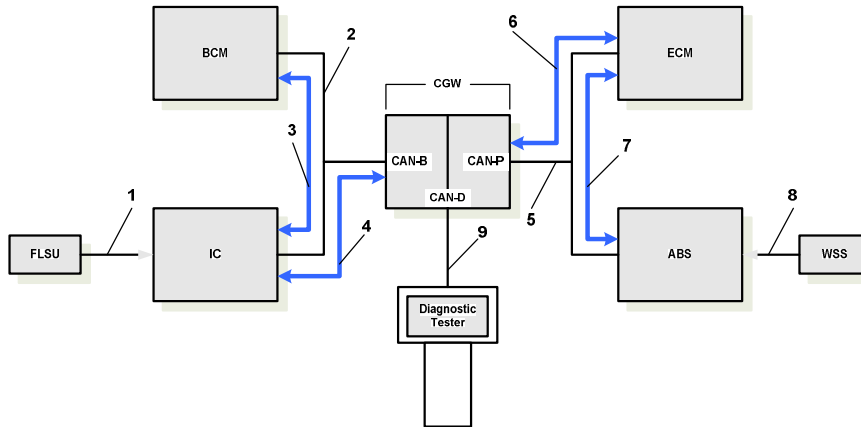 BCM
2
6
ECM
CGW
3
CAN-B
CAN-P
7
CAN-D
1
5
8
FLSU
IC
4
9
ABS
WSS
Diagnostic
Tester